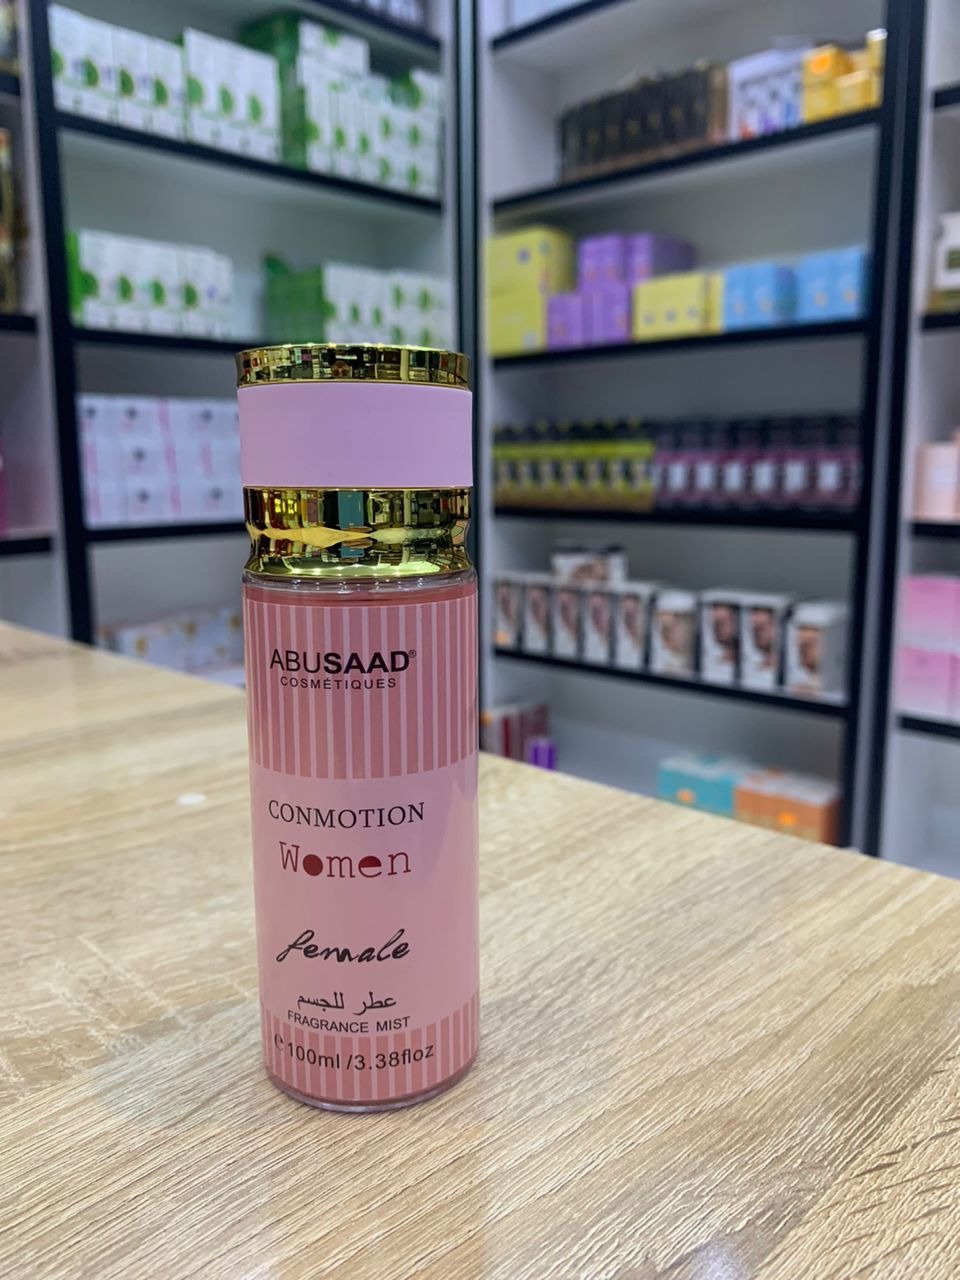 ABUSAAD®
COSMÉTIQUES
CONMOTION
Women
female
عطر للجسم
FRAGRANCE MIST
℮100ml /3.38floz